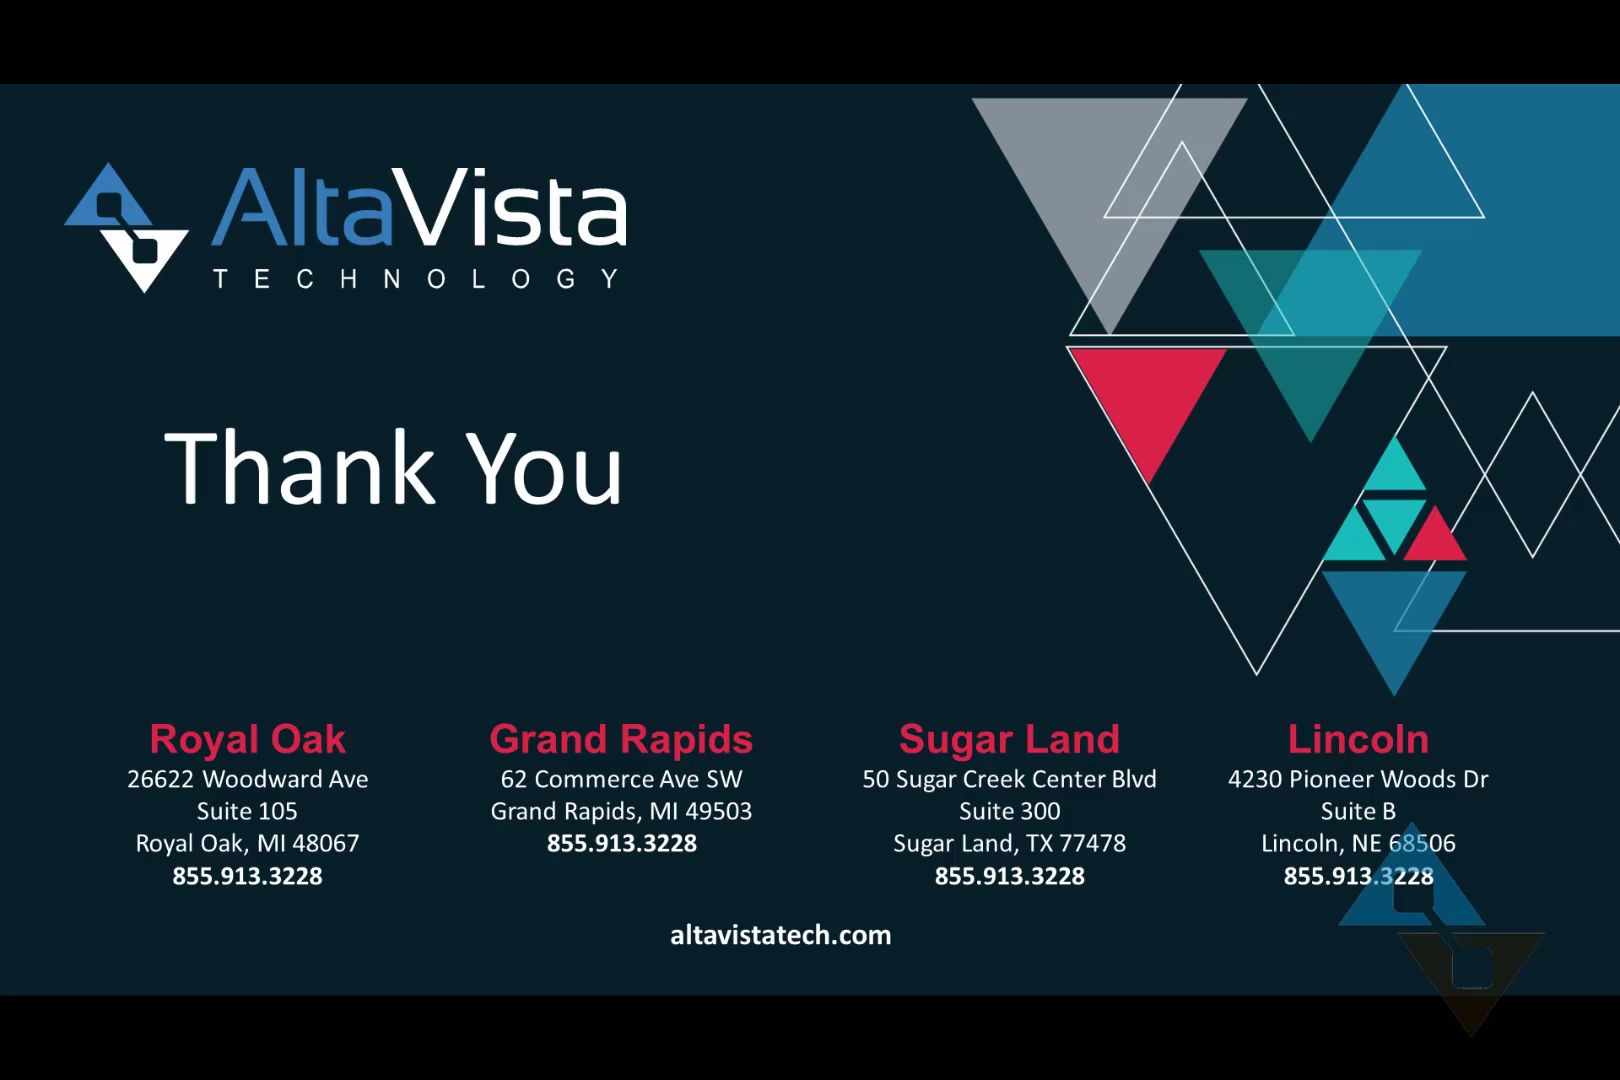 AltaVista
TECHNOLOGY
Thank You
Royal Oak
26622 Woodward Ave
Suite 105
Royal Oak, MI 48067
855.913.3228
Grand Rapids
62 Commerce Ave SW
Grand Rapids, MI 49503
855.913.3228
Sugar Land
50 Sugar Creek Center Blvd
Suite 300
Sugar Land, TX 77478
855.913.3228
Lincoln
4230 Pioneer Woods Dr
Suite B
Lincoln, NE 68506
855.913.3228
altavistatech.com